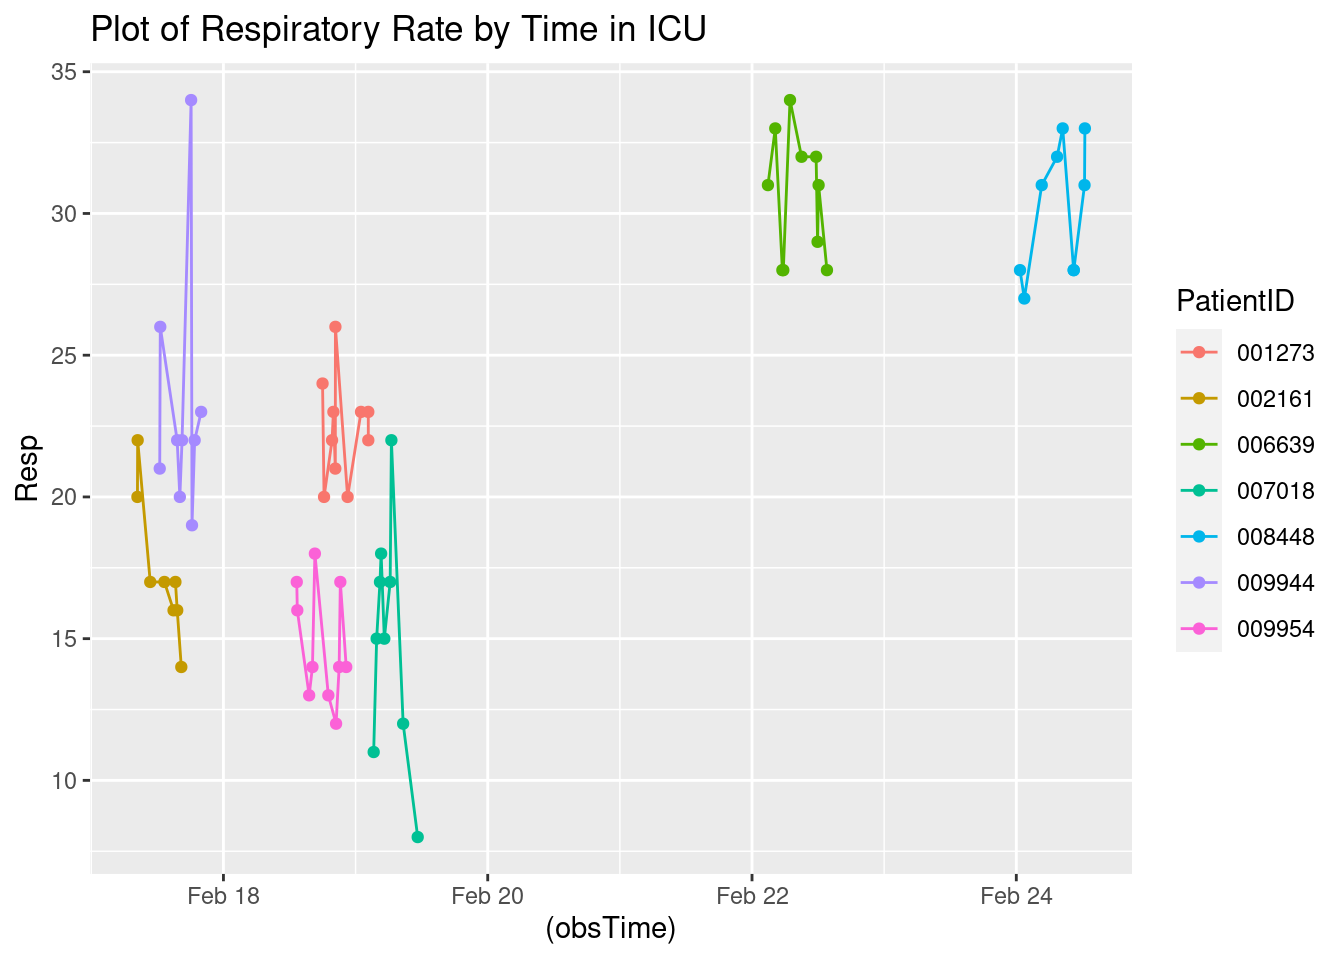 Plot of Respiratory Rate by Time in ICU
35
30
25
20
15
10
Resp
Feb 18
Feb 20
Feb 22
Feb 24
(obsTime)
PatientID
001273
002161
006639
007018
008448
009944
009954